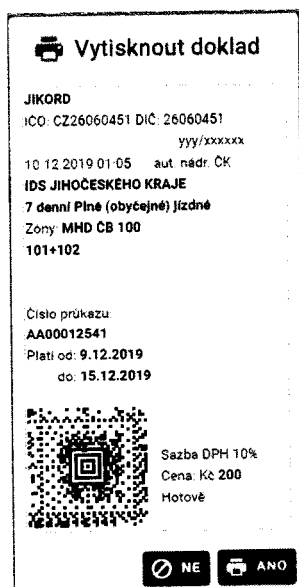 Vytisknout doklad
JIKORD
IČO: CZ26060451 DIČ: 26060451
yyy/xxxxxx
10 12 2019 01:05 aut. nádr. ČK
IDS JIHOČESKÉHO KRAJE
7 denní Plné (obyčejné) jízdné
Zony: MHD ČB 100
101+102
Číslo průkazu:
AA00012541
Platí od: 9.12.2019
do: 15.12.2019
Sazba DPH 10%
Cena: Kč 200
Hotově
NE
ANO